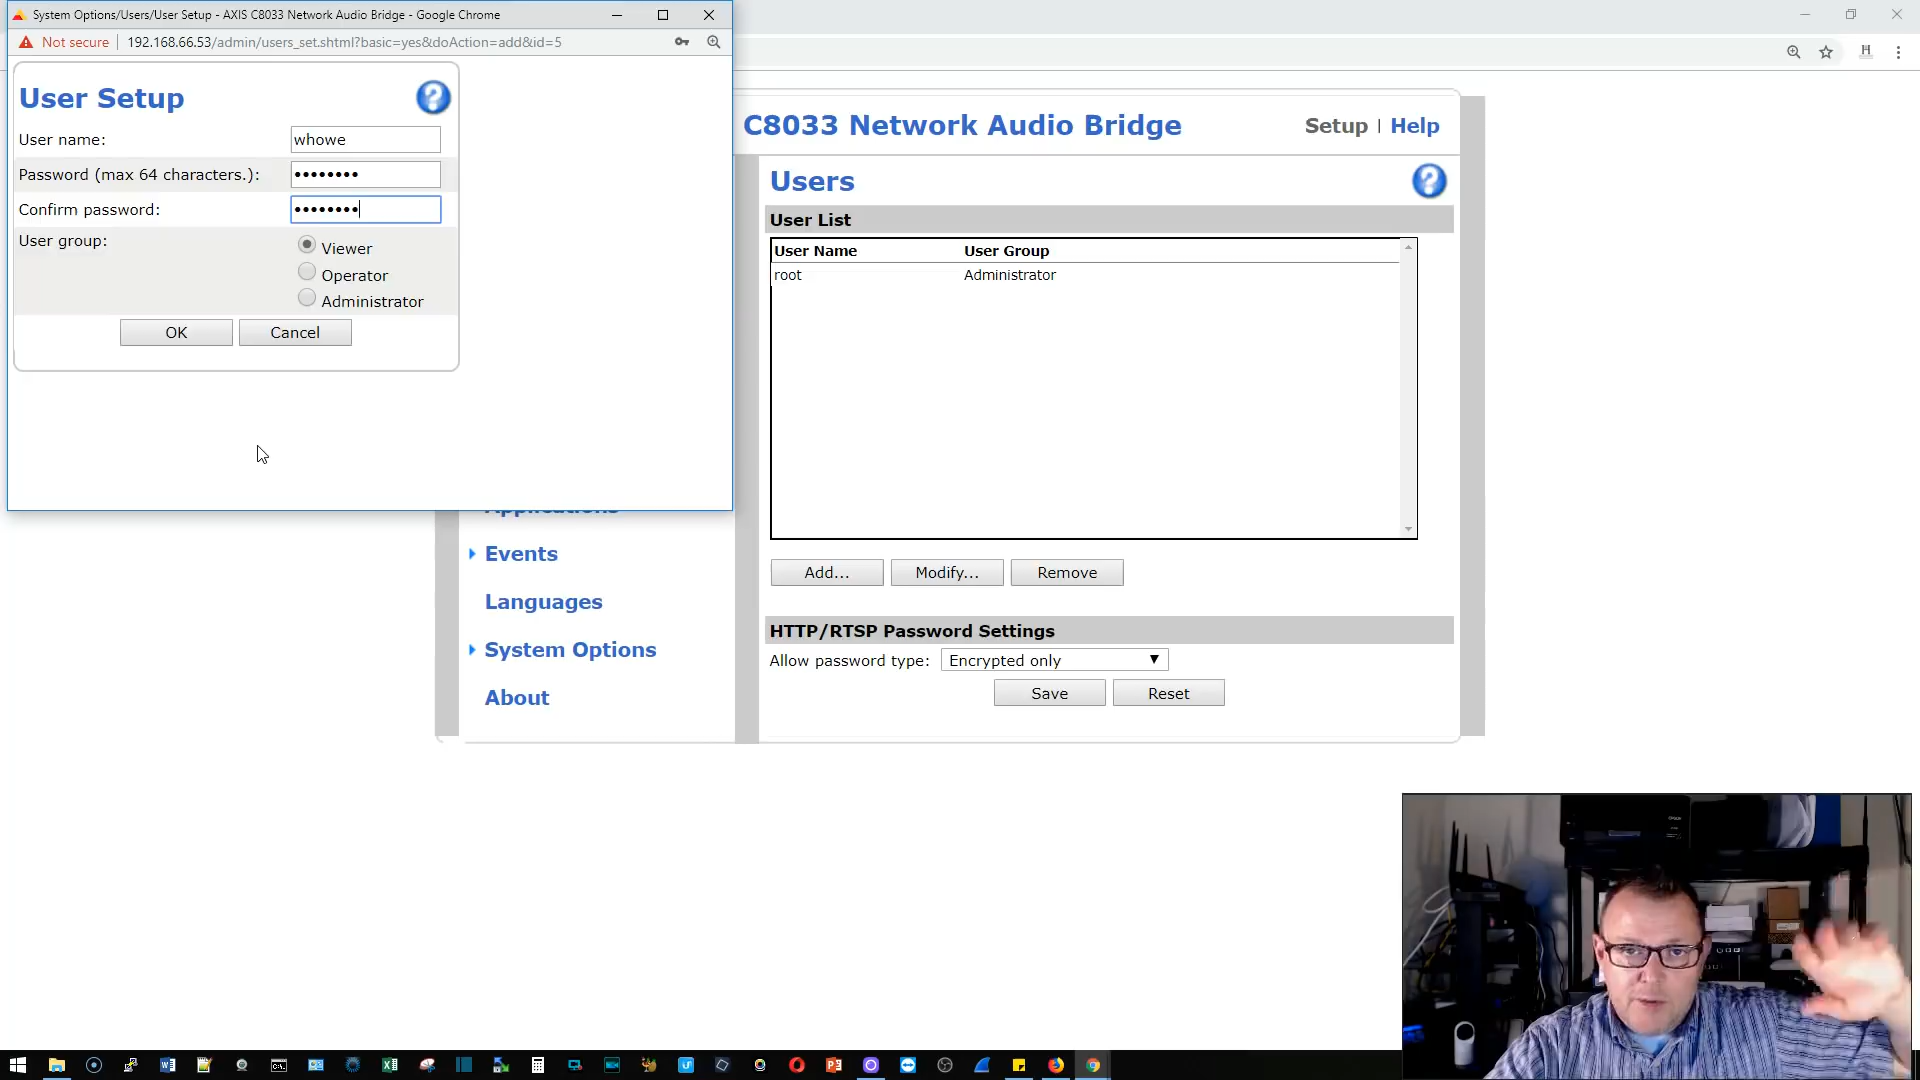 System Options/Users/User Setup - AXIS C8033 Network Audio Bridge - Google Chrome
Not secure
192.168.66.53/admin/users_set.shtml?basic=yes&doAction=add&id=5
User Setup
User name:
whowe
Password (max 64 characters.):
••••••••
Confirm password:
••••••••
User group:
Viewer
Operator
Administrator
OK
Cancel
C8033 Network Audio Bridge
Setup | Help
Users
User List
User Name
User Group
root
Administrator
Applications
Events
Languages
System Options
About
Add...
Modify...
Remove
HTTP/RTSP Password Settings
Allow password type:
Encrypted only
Save
Reset
EPSON